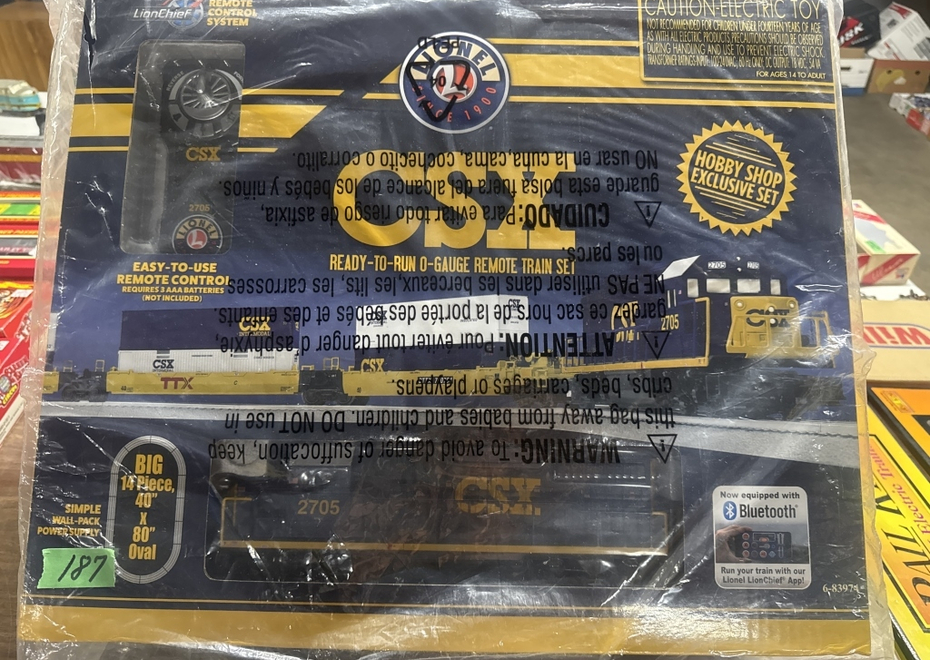 LionChief
REMOTE
CONTROL
SYSTEM
CAUTION-ELECTRIC TOY
NOT RECOMMENDED FOR CHILDREN UNDER FOURTEEN YEARS OF AGE.
AS WITH ALL ELECTRIC PRODUCTS, PRECAUTIONS SHOULD BE OBSERVED
DURING HANDLING AND USE TO PREVENT ELECTRIC SHOCK.
FOR AGES 14 TO ADULT
LIONEL
SINCE 1900
CSX
2705
LIONEL
L
CSX
HOBBY SHOP
EXCLUSIVE SET
READY-TO-RUN O-GAUGE REMOTE TRAIN SET
EASY-TO-USE
REMOTE CONTROL
REQUIRES 3 AAA BATTERIES
(NOT INCLUDED)
WARNING: To avoid danger of suffocation, keep
this bag away from babies and children. DO NOT use in
cribs, beds, carriages or playpens.
ATTENTION: Pour éviter tout danger d'asphyxie,
gardez ce sac hors de la portée des bébés et des enfants.
NE PAS utiliser dans les berceaux, les lits, les carrosses
ou les parcs.
CUIDADO: Para evitar todo riesgo de asfixia,
guarde esta bolsa fuera del alcance de los bebés y niños.
NO usar en la cuna, cama, cochecito o corralito.
CSX
INTERMODAL
CSX
TTX
CSX
CSX
2705
2705
CSX
BIG
14 Piece,
40"
X
80"
Oval
SIMPLE
WALL-PACK
POWER SUPPLY
187
2705
CSX
Now equipped with
Bluetooth
Run your train with our
Lionel LionChief App!